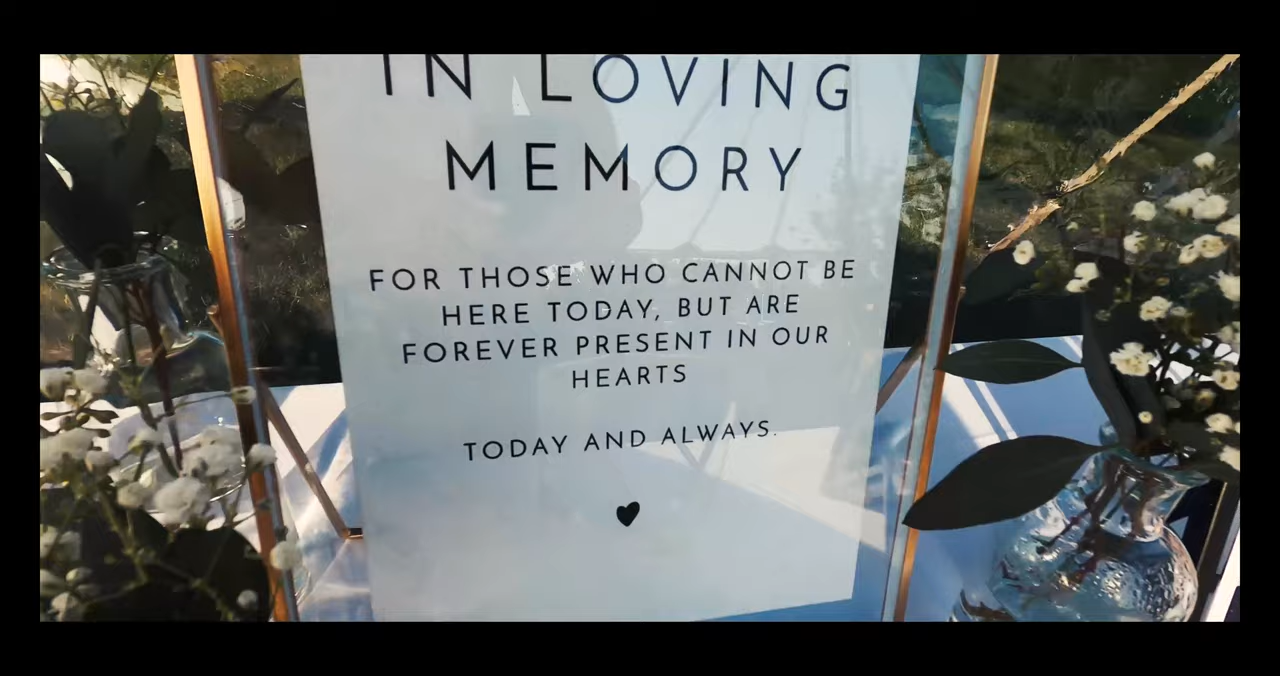 IN LOVING
MEMORY
FOR THOSE WHO CANNOT BE
HERE TODAY, BUT ARE
FOREVER PRESENT IN OUR
HEARTS
TODAY AND ALWAYS.